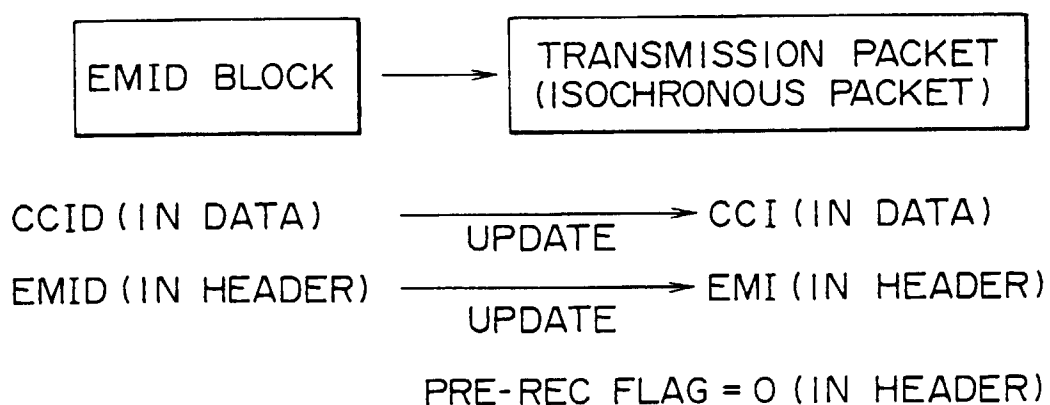 EMID BLOCK
TRANSMISSION PACKET
(ISOCHRONOUS PACKET)
CCID (IN DATA)
UPDATE
CCI (IN DATA)
EMID (IN HEADER)
UPDATE
EMI (IN HEADER)
PRE-REC FLAG = 0 (IN HEADER)